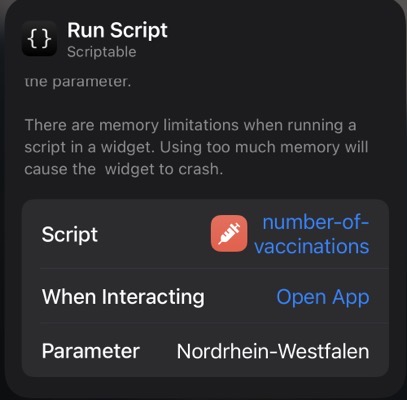 { }
Run Script
Scriptable
the parameter.
There are memory limitations when running a
script in a widget. Using too much memory will
cause the  widget to crash.
Script
number-of-
vaccinations
When Interacting
Open App
Parameter
Nordrhein-Westfalen